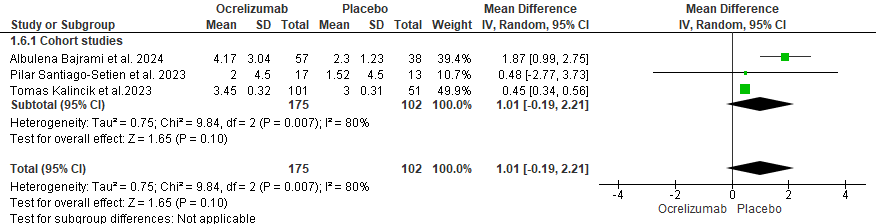 Ocrelizumab Placebo Mean Difference Mean Difference
Study or Subgroup Mean SD Total Mean SD Total Weight IV, Random, 95% CI IV, Random, 95% CI
1.6.1 Cohort studies
Albulena Bajrami et al. 2024 4.17 3.04 57 2.3 1.23 38 39.4% 1.87 [0.99, 2.75]
Pilar Santiago-Setien et al. 2023 2 4.5 17 1.52 4.5 13 10.7% 0.48 [-2.77, 3.73]
Tomas Kalincik et al.2023 3.45 0.32 101 3 0.31 51 49.9% 0.45 [0.34, 0.56]
Subtotal (95% CI) 175 102 100.0% 1.01 [-0.19, 2.21]
Heterogeneity: Tau² = 0.75; Chi² = 9.84, df = 2 (P = 0.007); I² = 80%
Test for overall effect: Z = 1.65 (P = 0.10)
Total (95% CI) 175 102 100.0% 1.01 [-0.19, 2.21]
Heterogeneity: Tau² = 0.75; Chi² = 9.84, df = 2 (P = 0.007); I² = 80%
Test for overall effect: Z = 1.65 (P = 0.10)
Test for subgroup differences: Not applicable
-4 -2 0 2 4
Ocrelizumab Placebo